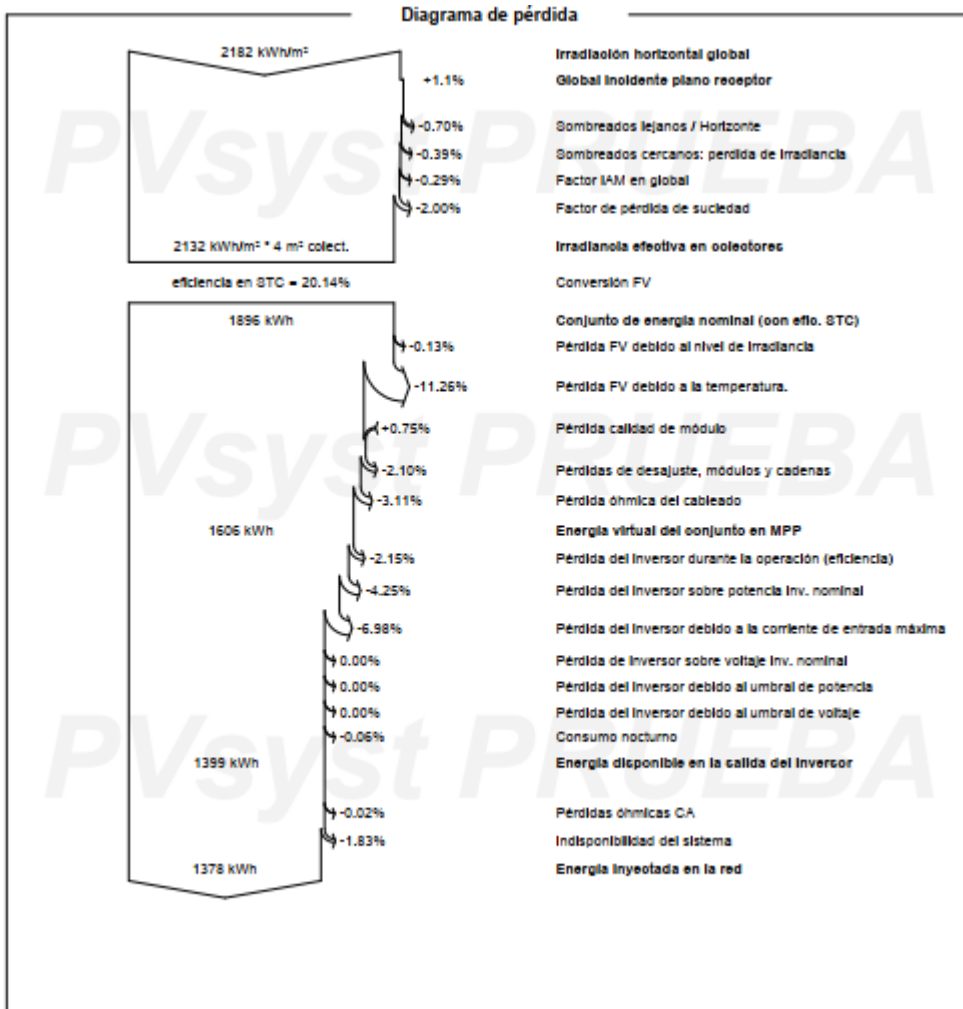 Diagrama de pérdida
2182 kWh/m² Irradiación horizontal global
+1.1% Global incidente plano receptor
PVsyst PRUEBA
-0.70% Sombreados lejanos / Horizonte
-0.39% Sombreados cercanos: perdida de irradiancia
-0.29% Factor IAM en global
-2.00% Factor de pérdida de suciedad
2132 kWh/m² * 4 m² colect. Irradiancia efectiva en colectores
eficiencia en STC = 20.14% Conversión FV
1896 kWh Conjunto de energia nominal (con efic. STC)
-0.13% Pérdida FV debido al nivel de irradiancia
-11.26% Pérdida FV debido a la temperatura.
+0.75% Pérdida calidad de módulo
PVsyst PRUEBA
-2.10% Pérdidas de desajuste, módulos y cadenas
-3.11% Pérdida óhmica del cableado
1606 kWh Energia virtual del conjunto en MPP
-2.15% Pérdida del inversor durante la operación (eficiencia)
-4.25% Pérdida del inversor sobre potencia inv. nominal
-6.98% Pérdida del inversor debido a la corriente de entrada máxima
0.00% Pérdida de inversor sobre voltaje inv. nominal
0.00% Pérdida del inversor debido al umbral de potencia
0.00% Pérdida del inversor debido al umbral de voltaje
-0.06% Consumo nocturno
PVsyst PRUEBA
1399 kWh Energia disponible en la salida del inversor
-0.02% Pérdidas óhmicas CA
-1.83% Indisponibilidad del sistema
1378 kWh Energia inyectada en la red